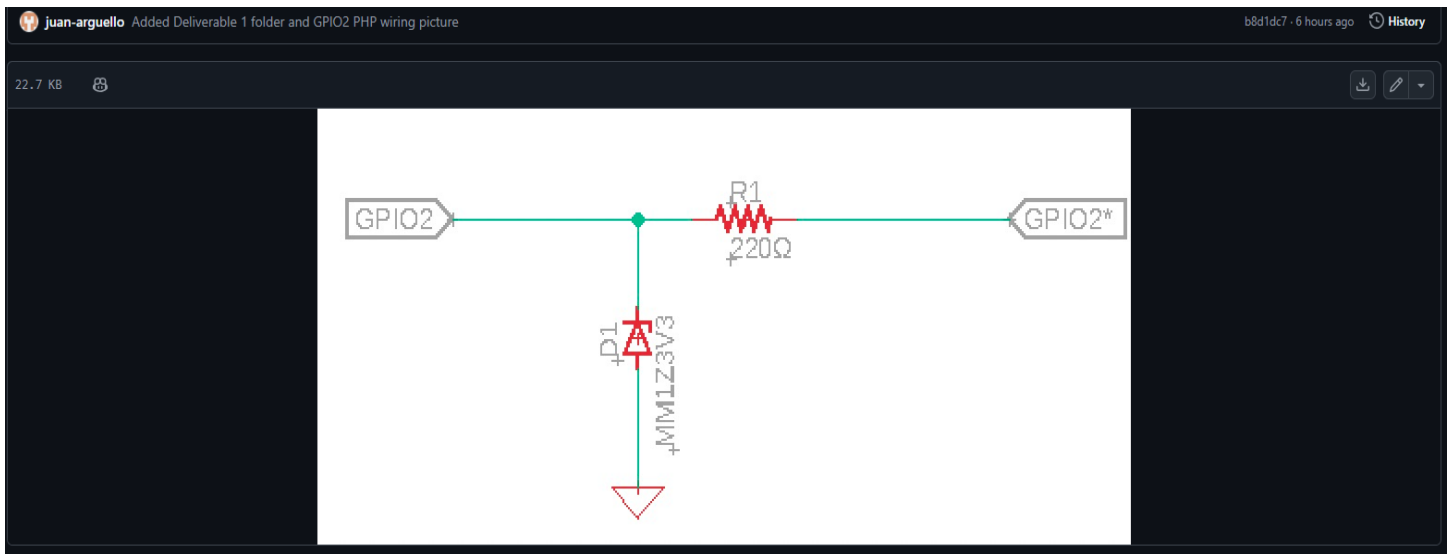 juan-arguello Added Deliverable 1 folder and GPIO2 PHP wiring picture
b8d1dc7 · 6 hours ago History
22.7 KB
R1
GPIO2
GPIO2*
220Ω
D1
MM1Z3V3